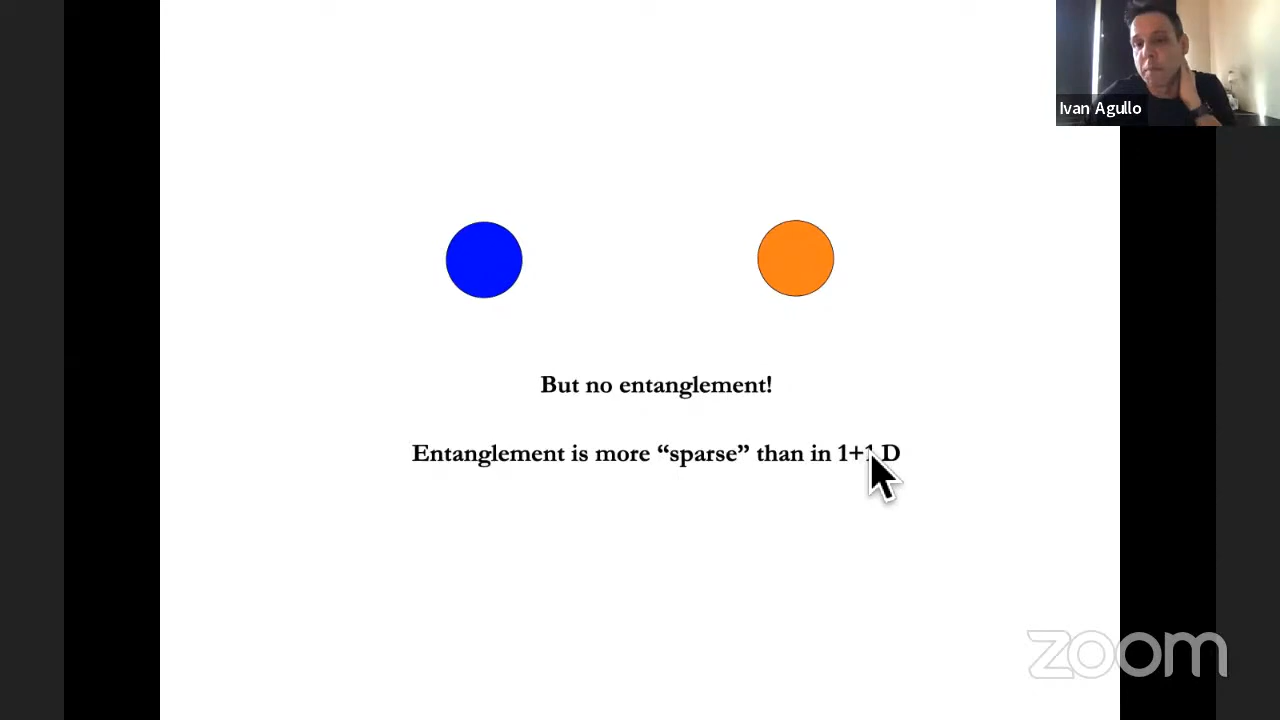 Ivan Agullo
But no entanglement!
Entanglement is more “sparse” than in 1+1 D
zoom